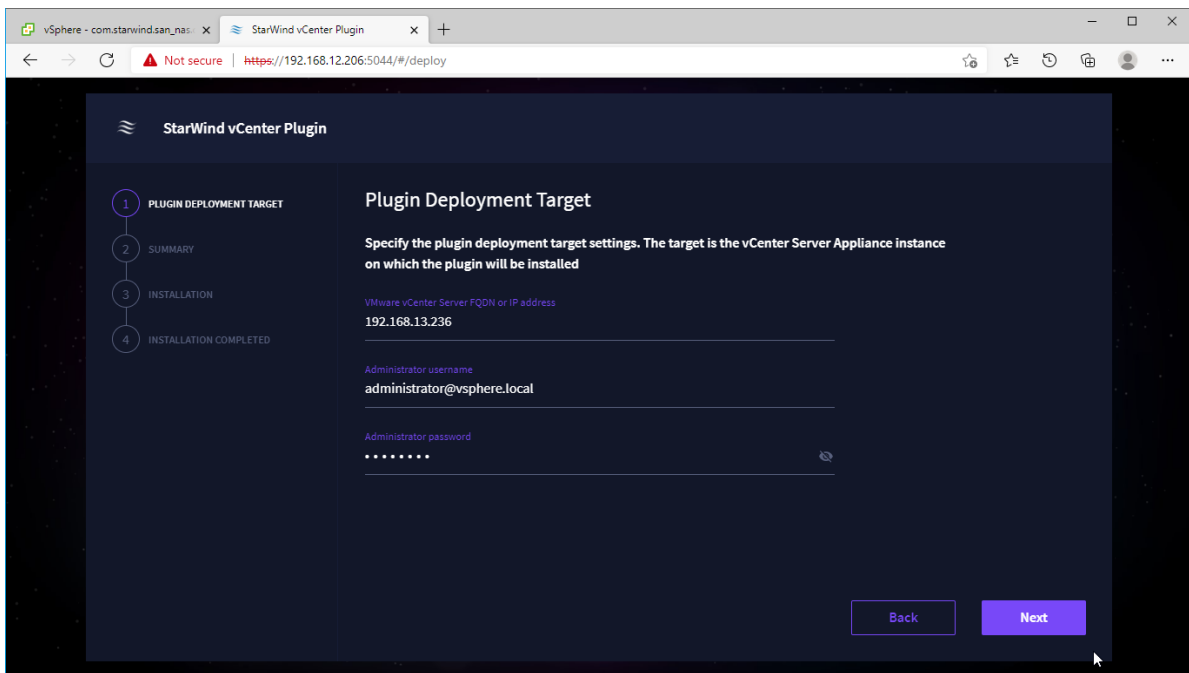 vSphere - com.starwind.san_nas
StarWind vCenter Plugin
Not secure
https://192.168.12.206:5044/#/deploy
StarWind vCenter Plugin
1 PLUGIN DEPLOYMENT TARGET
2 SUMMARY
3 INSTALLATION
4 INSTALLATION COMPLETED
Plugin Deployment Target
Specify the plugin deployment target settings. The target is the vCenter Server Appliance instance
on which the plugin will be installed
VMware vCenter Server FQDN or IP address
192.168.13.236
Administrator username
administrator@vsphere.local
Administrator password
••••••••
Back
Next